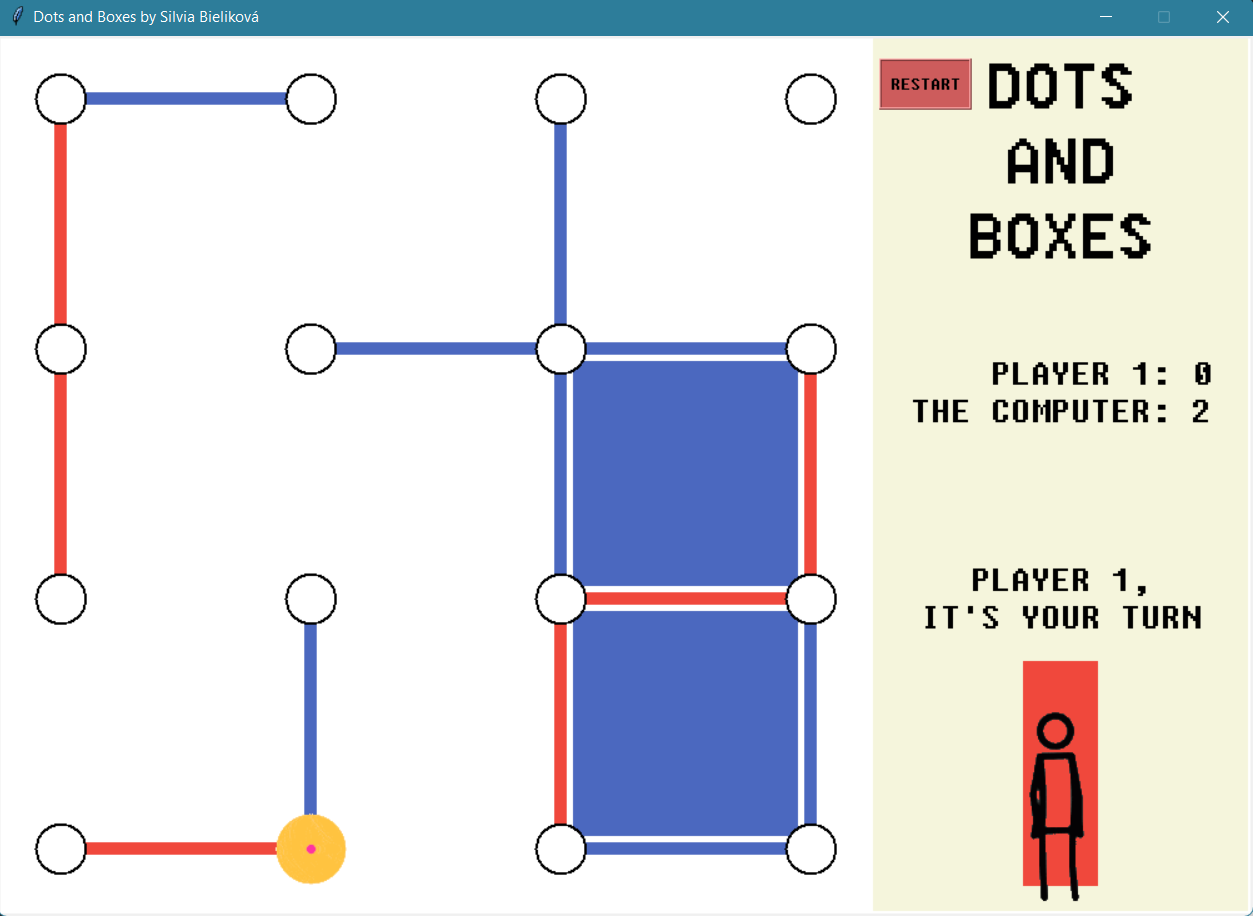 Dots and Boxes by Silvia Bieliková
RESTART
DOTS
AND
BOXES
PLAYER 1: 0
THE COMPUTER: 2
PLAYER 1,
IT'S YOUR TURN